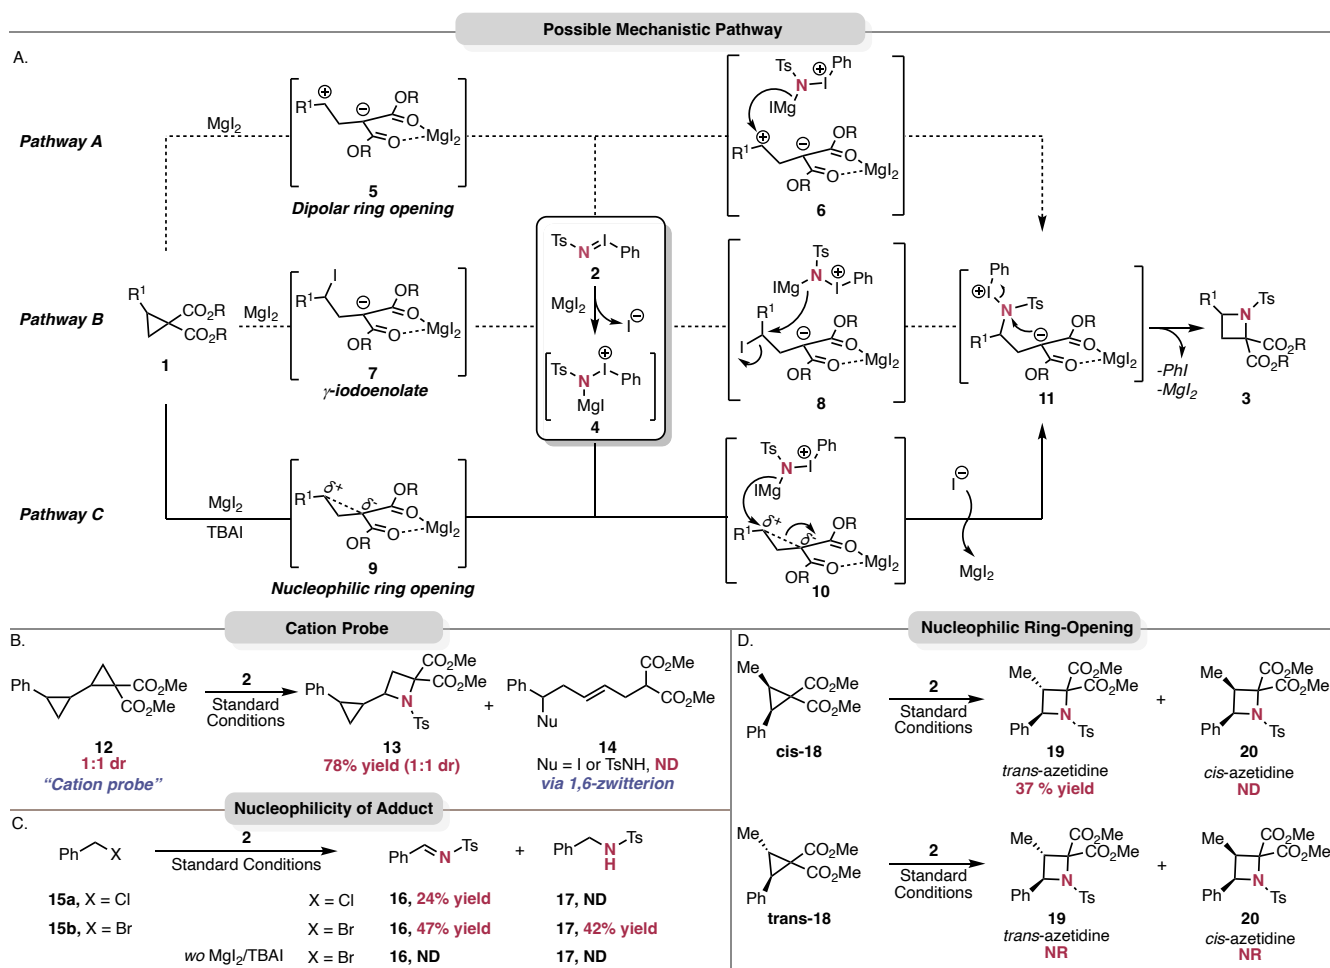 Possible Mechanistic Pathway
A.
Pathway A
MgI2
R1
⊕
⊖
OR
O
O
OR
MgI2
5
Dipolar ring opening
Ts
N
I
⊕
Ph
IMg
⊕
R1
⊖
OR
O
O
OR
MgI2
6
Pathway B
R1
CO2R
CO2R
1
MgI2
I
R1
⊖
OR
O
O
OR
MgI2
7
γ-iodoenolate
Ts
N
I
Ph
2
MgI2
I⊖
⊕
Ts
N
I
Ph
MgI
4
Ts
N
⊕
I
Ph
IMg
R1
I
⊖
OR
O
O
OR
MgI2
8
Ph
⊕
I
N
Ts
R1
⊖
OR
O
O
OR
MgI2
11
-PhI
-MgI2
R1
Ts
N
CO2R
CO2R
3
Pathway C
MgI2
TBAI
R1
δ+
δ-
OR
O
O
OR
MgI2
9
Nucleophilic ring opening
Ts
N
⊕
I
Ph
IMg
R1
δ+
δ-
OR
O
O
OR
MgI2
10
I⊖
MgI2
Cation Probe
B.
Ph
CO2Me
CO2Me
12
1:1 dr
“Cation probe”
2
Standard
Conditions
Ph
CO2Me
CO2Me
N
Ts
13
78% yield (1:1 dr)
+
Ph
Nu
CO2Me
CO2Me
14
Nu = I or TsNH, ND
via 1,6-zwitterion
Nucleophilicity of Adduct
C.
Ph
X
2
Standard Conditions
Ph
N
Ts
+
Ph
N
H
Ts
15a, X = Cl
X = Cl
16, 24% yield
17, ND
15b, X = Br
X = Br
16, 47% yield
17, 42% yield
wo MgI2/TBAI
X = Br
16, ND
17, ND
Nucleophilic Ring-Opening
D.
Me
CO2Me
CO2Me
Ph
cis-18
2
Standard
Conditions
Me
CO2Me
CO2Me
Ph
N
Ts
19
trans-azetidine
37 % yield
+
Me
CO2Me
CO2Me
Ph
N
Ts
20
cis-azetidine
ND
Me
CO2Me
CO2Me
Ph
trans-18
2
Standard
Conditions
Me
CO2Me
CO2Me
Ph
N
Ts
19
trans-azetidine
NR
+
Me
CO2Me
CO2Me
Ph
N
Ts
20
cis-azetidine
NR